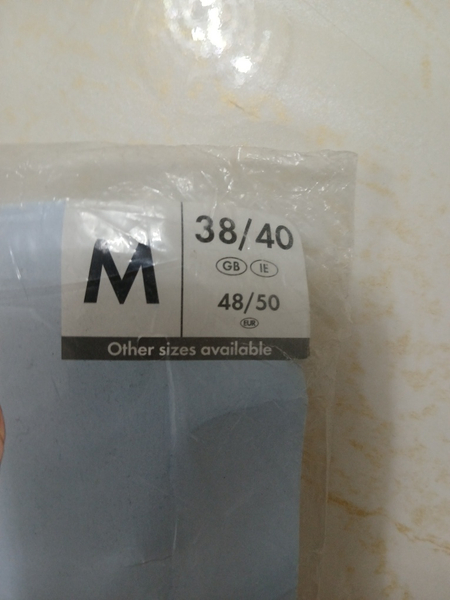 M
38/40
GB IE
48/50
EUR
Other sizes available